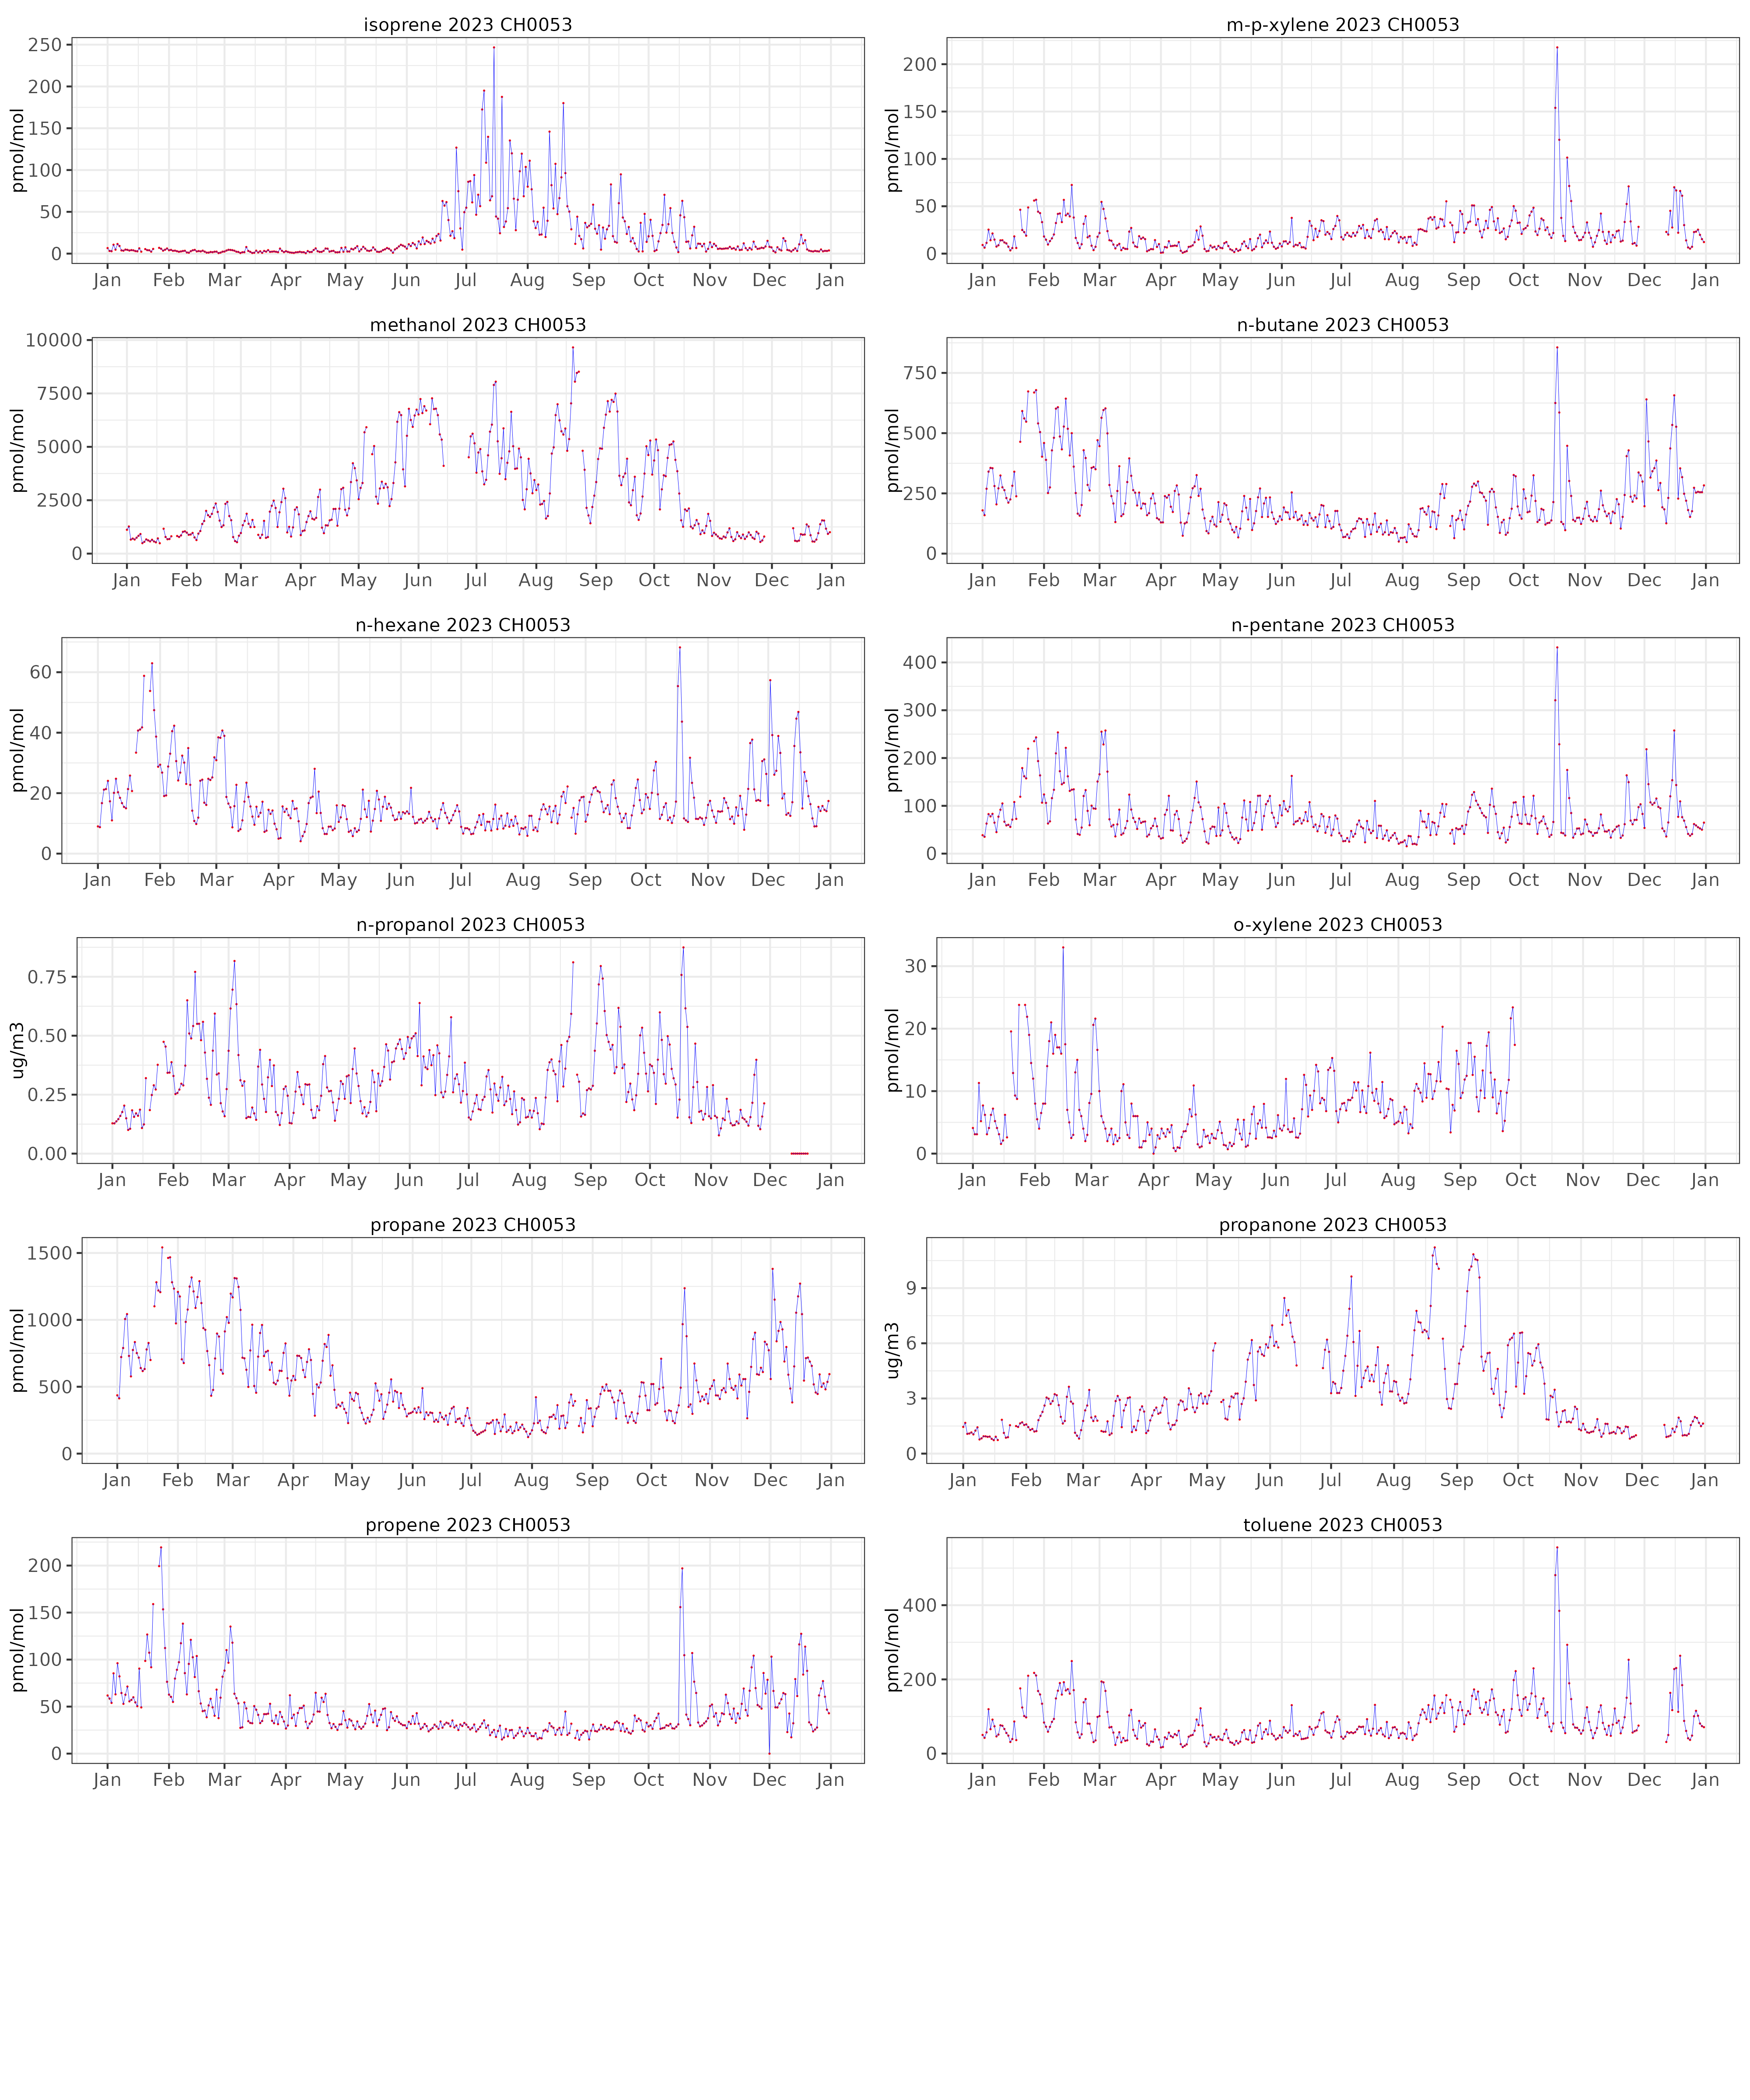 isoprene 2023 CH0053
pmol/mol
250
200
150
100
50
0
Jan Feb Mar Apr May Jun Jul Aug Sep Oct Nov Dec Jan
m-p-xylene 2023 CH0053
pmol/mol
200
150
100
50
0
Jan Feb Mar Apr May Jun Jul Aug Sep Oct Nov Dec Jan
methanol 2023 CH0053
pmol/mol
10000
7500
5000
2500
0
Jan Feb Mar Apr May Jun Jul Aug Sep Oct Nov Dec Jan
n-butane 2023 CH0053
pmol/mol
750
500
250
0
Jan Feb Mar Apr May Jun Jul Aug Sep Oct Nov Dec Jan
n-hexane 2023 CH0053
pmol/mol
60
40
20
0
Jan Feb Mar Apr May Jun Jul Aug Sep Oct Nov Dec Jan
n-pentane 2023 CH0053
pmol/mol
400
300
200
100
0
Jan Feb Mar Apr May Jun Jul Aug Sep Oct Nov Dec Jan
n-propanol 2023 CH0053
ug/m3
0.75
0.50
0.25
0.00
Jan Feb Mar Apr May Jun Jul Aug Sep Oct Nov Dec Jan
o-xylene 2023 CH0053
pmol/mol
30
20
10
0
Jan Feb Mar Apr May Jun Jul Aug Sep Oct Nov Dec Jan
propane 2023 CH0053
pmol/mol
1500
1000
500
0
Jan Feb Mar Apr May Jun Jul Aug Sep Oct Nov Dec Jan
propanone 2023 CH0053
ug/m3
9
6
3
0
Jan Feb Mar Apr May Jun Jul Aug Sep Oct Nov Dec Jan
propene 2023 CH0053
pmol/mol
200
150
100
50
0
Jan Feb Mar Apr May Jun Jul Aug Sep Oct Nov Dec Jan
toluene 2023 CH0053
pmol/mol
400
200
0
Jan Feb Mar Apr May Jun Jul Aug Sep Oct Nov Dec Jan